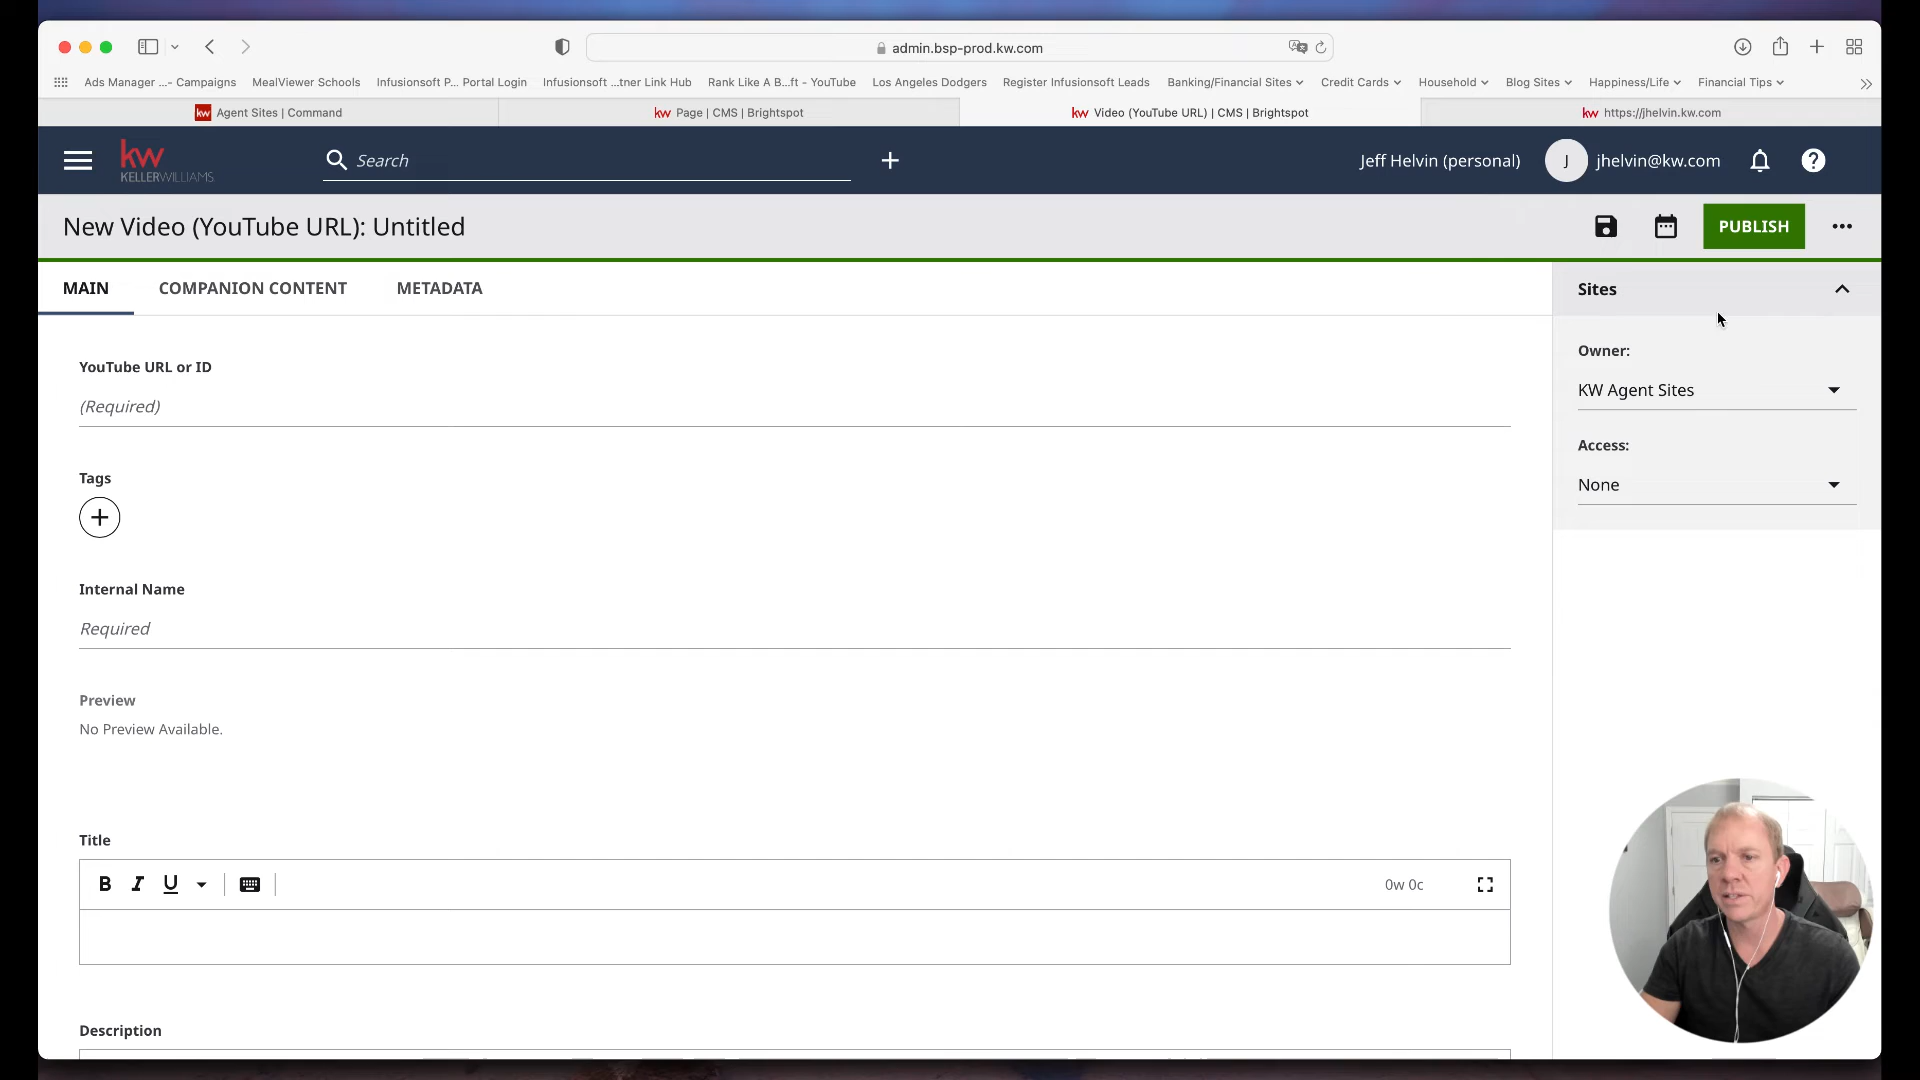 admin.bsp-prod.kw.com
Ads Manager ...- Campaigns MealViewer Schools Infusionsoft P... Portal Login Infusionsoft ...tner Link Hub Rank Like A B...ft - YouTube Los Angeles Dodgers Register Infusionsoft Leads Banking/Financial Sites Credit Cards Household Blog Sites Happiness/Life Financial Tips
kw Agent Sites | Command kw Page | CMS | Brightspot kw Video (YouTube URL) | CMS | Brightspot kw https://jhelvin.kw.com
kw
KELLERWILLIAMS.
Search
Jeff Helvin (personal) J jhelvin@kw.com
New Video (YouTube URL): Untitled
PUBLISH
MAIN COMPANION CONTENT METADATA
Sites
Owner:
KW Agent Sites
Access:
None
YouTube URL or ID
(Required)
Tags
Internal Name
Required
Preview
No Preview Available.
Title
B I U 0w 0c
Description